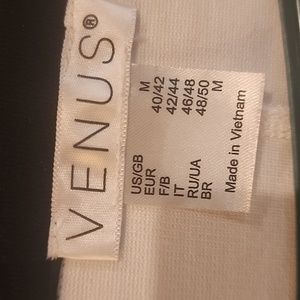 VENUS®
US/GB M
EUR 40/42
F/B 42/44
IT 46/48
RU/UA 48/50
BR M
Made in Vietnam